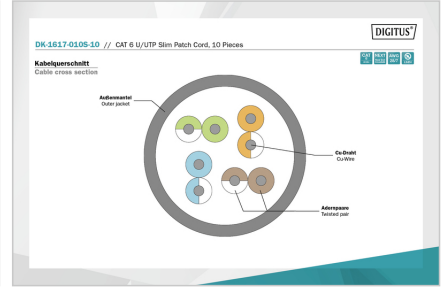 DIGITUS®
DK-1617-010S-10 // CAT 6 U/UTP Slim Patch Cord, 10 Pieces
Kabelquerschnitt
Cable cross section
Außenmantel
Outer jacket
Cu-Draht
Cu-Wire
Aderpaare
Twisted pair